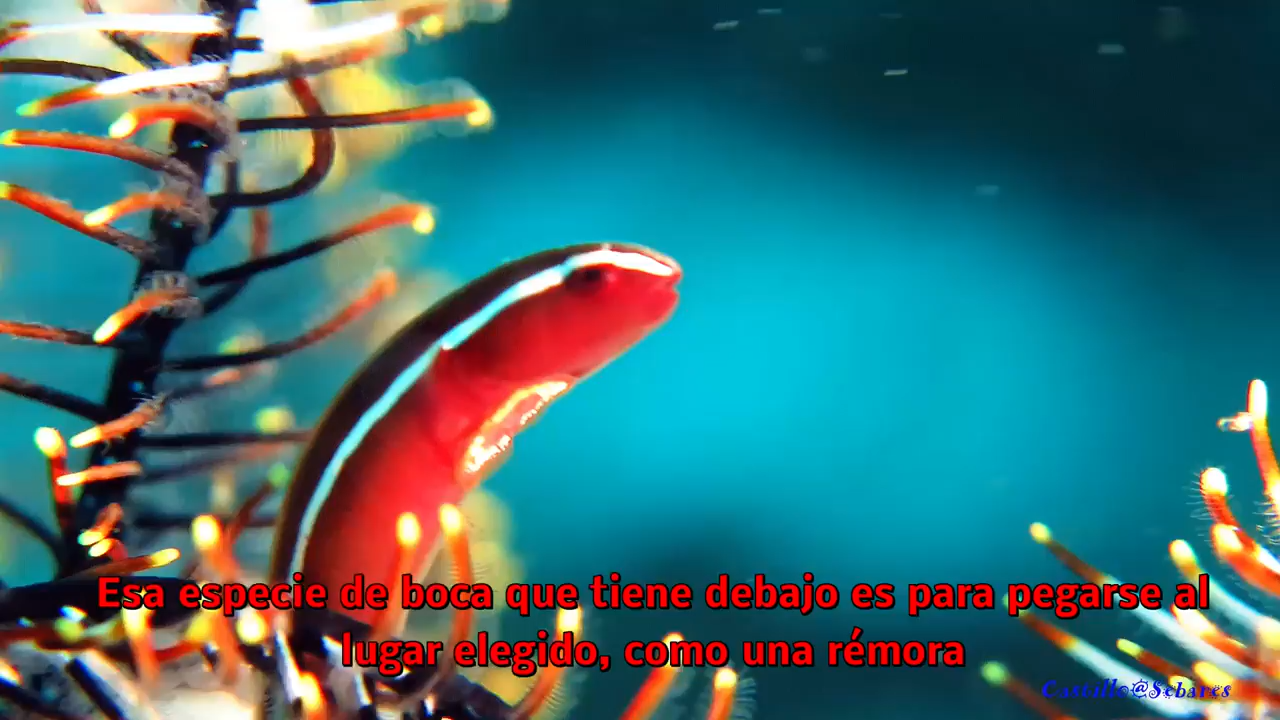 Esa especie de boca que tiene debajo es para pegarse al
lugar elegido, como una rémora
Castillo@Sebares